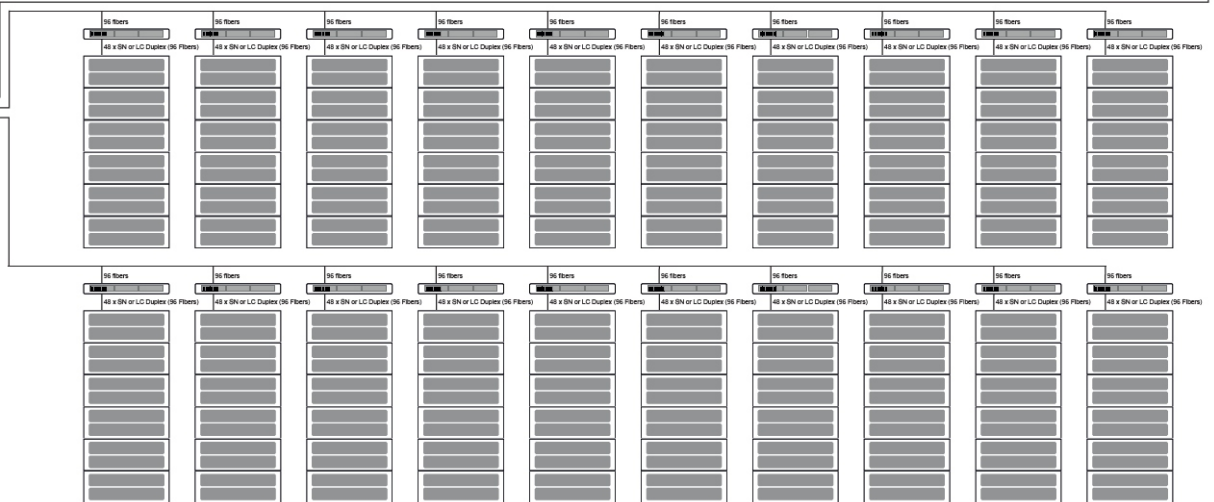 96 fibers 96 fibers 96 fibers 96 fibers 96 fibers 96 fibers 96 fibers 96 fibers 96 fibers 96 fibers
48 x SN or LC Duplex (96 Fibers) 48 x SN or LC Duplex (96 Fibers) 48 x SN or LC Duplex (96 Fibers) 48 x SN or LC Duplex (96 Fibers) 48 x SN or LC Duplex (96 Fibers) 48 x SN or LC Duplex (96 Fibers) 48 x SN or LC Duplex (96 Fibers) 48 x SN or LC Duplex (96 Fibers) 48 x SN or LC Duplex (96 Fibers) 48 x SN or LC Duplex (96 Fibers)
96 fibers 96 fibers 96 fibers 96 fibers 96 fibers 96 fibers 96 fibers 96 fibers 96 fibers 96 fibers
48 x SN or LC Duplex (96 Fibers) 48 x SN or LC Duplex (96 Fibers) 48 x SN or LC Duplex (96 Fibers) 48 x SN or LC Duplex (96 Fibers) 48 x SN or LC Duplex (96 Fibers) 48 x SN or LC Duplex (96 Fibers) 48 x SN or LC Duplex (96 Fibers) 48 x SN or LC Duplex (96 Fibers) 48 x SN or LC Duplex (96 Fibers) 48 x SN or LC Duplex (96 Fibers)